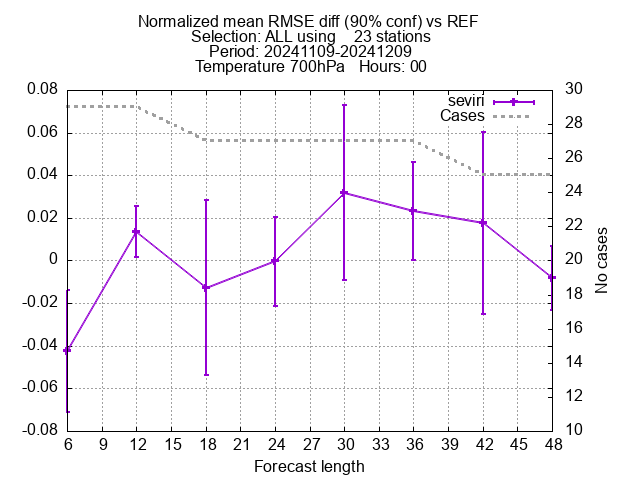 Normalized mean RMSE diff (90% conf) vs REF
Selection: ALL using    23 stations
Period: 20241109-20241209
Temperature 700hPa   Hours: 00
0.08
0.06
0.04
0.02
0
-0.02
-0.04
-0.06
-0.08
seviri
Cases
30
28
26
24
22
20
18
16
14
12
10
No cases
6 9 12 15 18 21 24 27 30 33 36 39 42 45 48
Forecast length